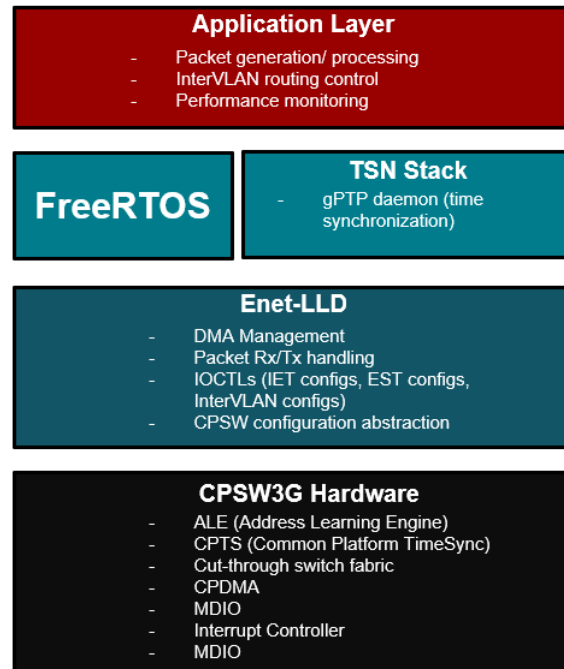 Application Layer
- Packet generation/ processing
- InterVLAN routing control
- Performance monitoring
FreeRTOS
TSN Stack
- gPTP daemon (time
synchronization)
Enet-LLD
- DMA Management
- Packet Rx/Tx handling
- IOCTLs (IET configs, EST configs,
InterVLAN configs)
- CPSW configuration abstraction
CPSW3G Hardware
- ALE (Address Learning Engine)
- CPTS (Common Platform TimeSync)
- Cut-through switch fabric
- CPDMA
- MDIO
- Interrupt Controller
- MDIO